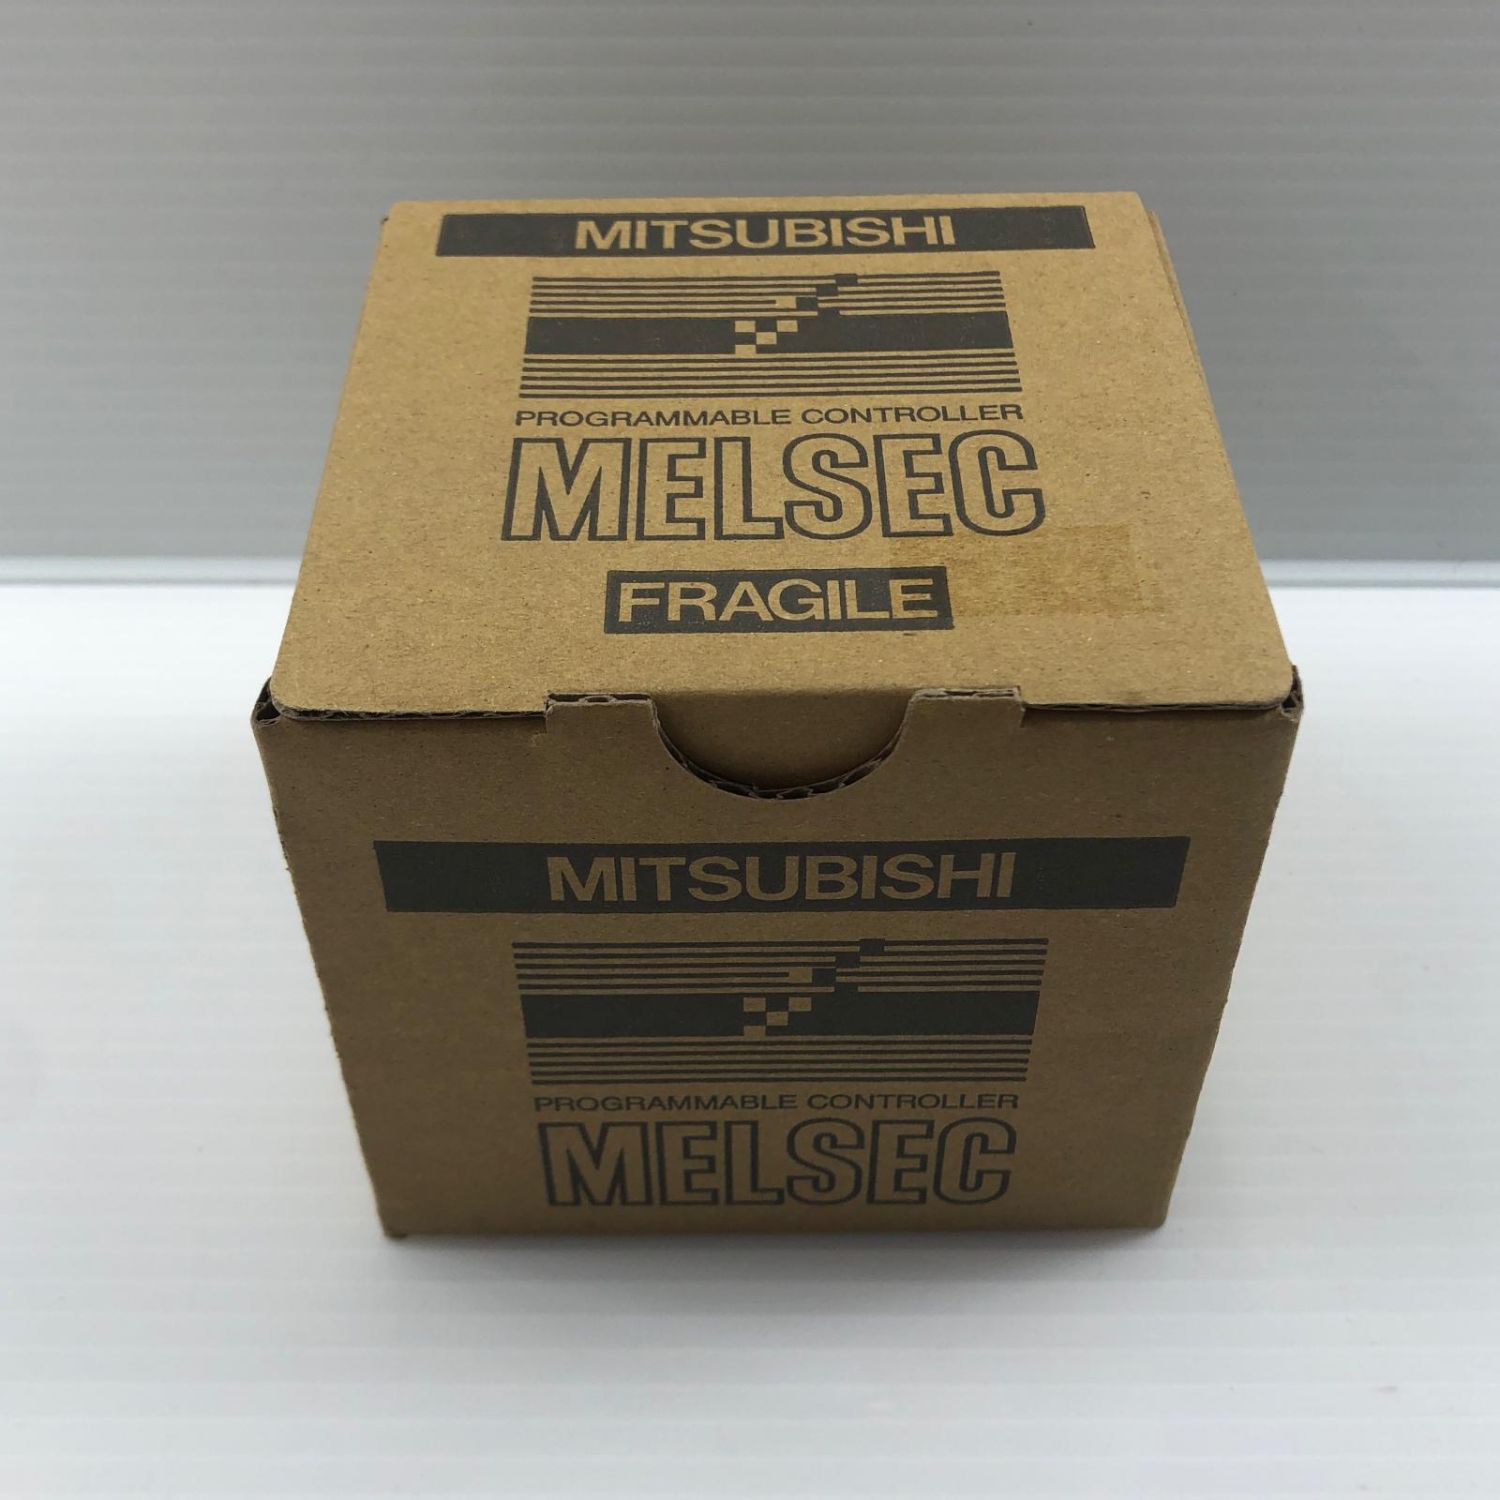 MITSUBISHI
PROGRAMMABLE CONTROLLER
MELSEC
FRAGILE
MITSUBISHI
PROGRAMMABLE CONTROLLER
MELSEC